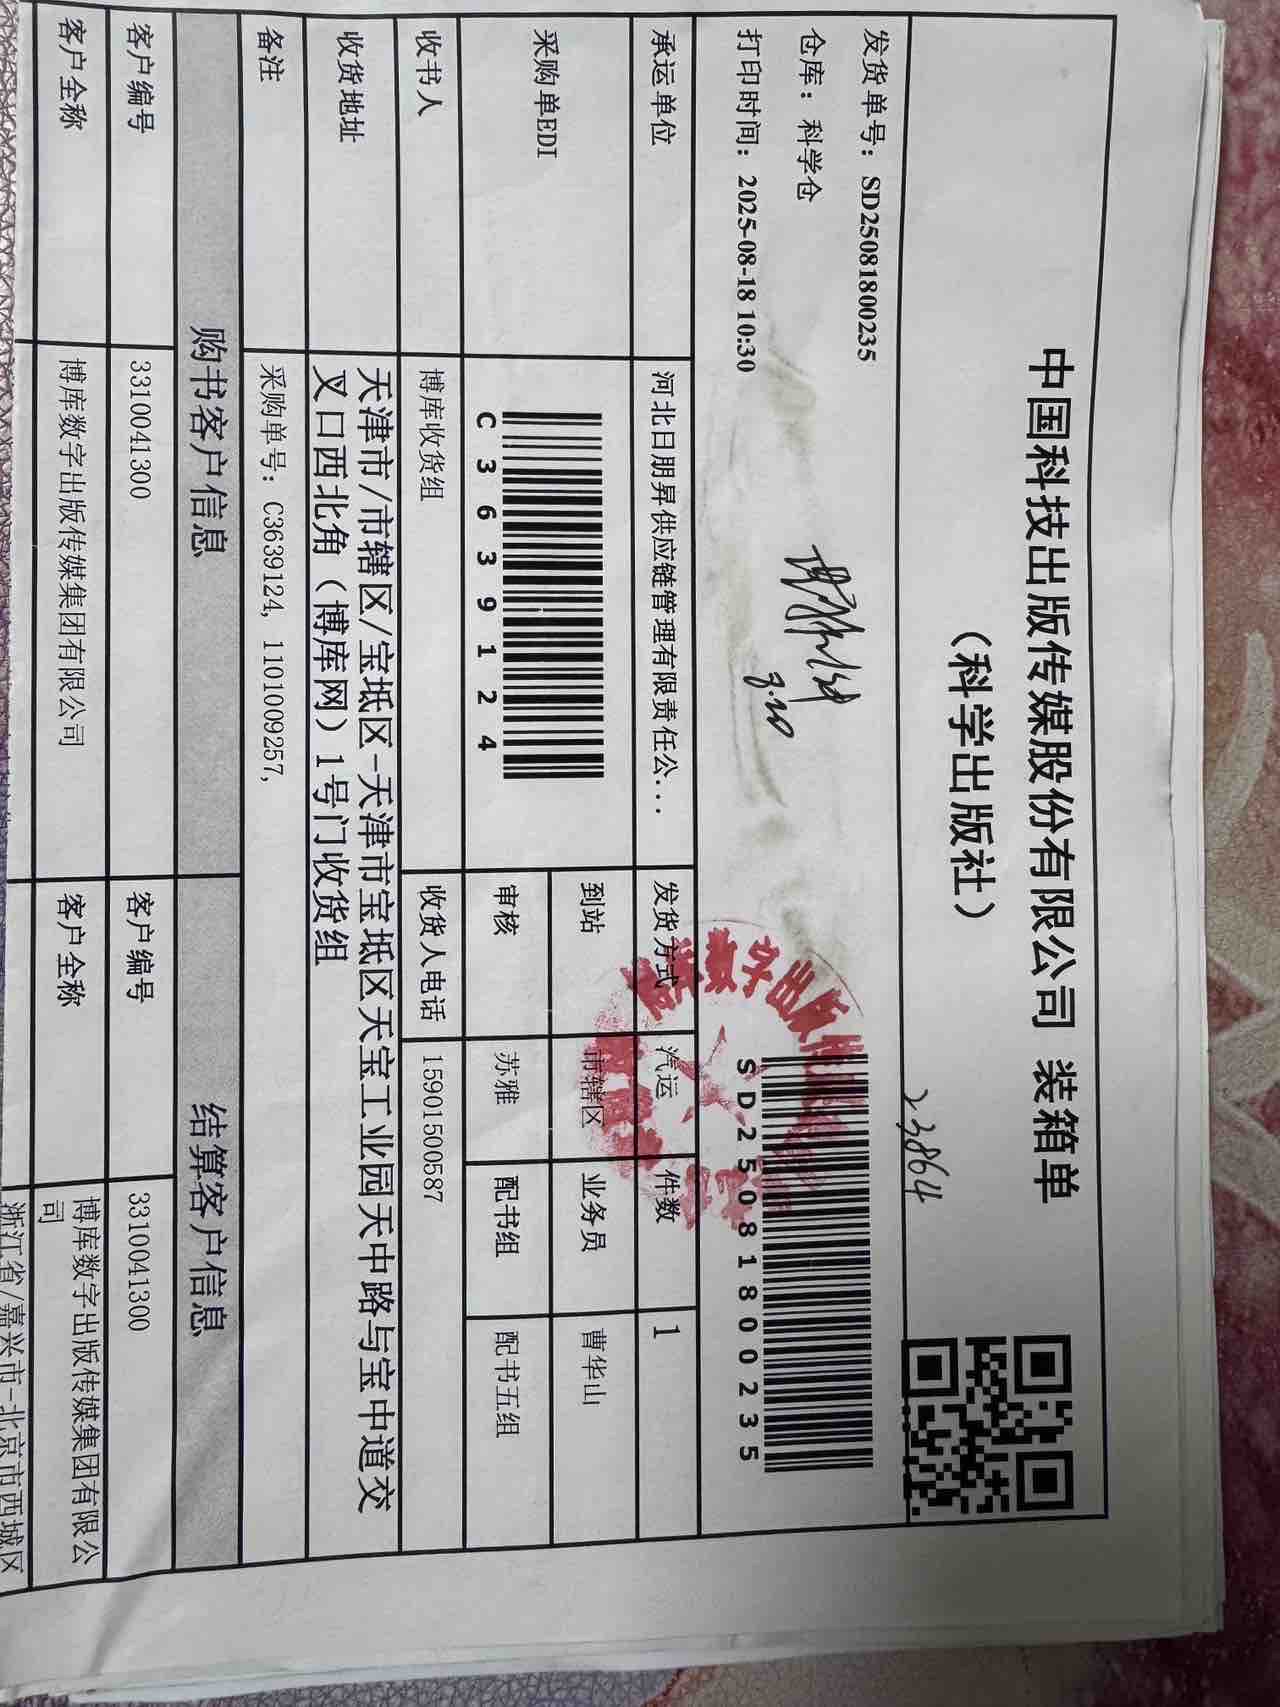 中国科技出版传媒股份有限公司 装箱单
（科学出版社）
23864
发货单号：SD25081800235
仓库：科学仓
打印时间：2025-08-18 10:30
8.20
SD25081800235
承运单位 河北日朋昇供应链管理有限责任公... 发货方式 汽运 件数 1
采购单EDI
C3639124
到站 市辖区 业务员 曹华山
审核 苏雅 配书组 配书五组
收书人 博库收货组 收货人电话 15901500587
收货地址 天津市/市辖区/宝坻区-天津市宝坻区天宝工业园天中路与宝中道交
叉口西北角（博库网）1号门收货组
备注 采购单号：C3639124, 1101009257,
购书客户信息 结算客户信息
客户编号 3310041300 客户编号 3310041300
客户全称 博库数字出版传媒集团有限公司 客户全称 博库数字出版传媒集团有限公
司
浙江省/嘉兴市-北京市西城区